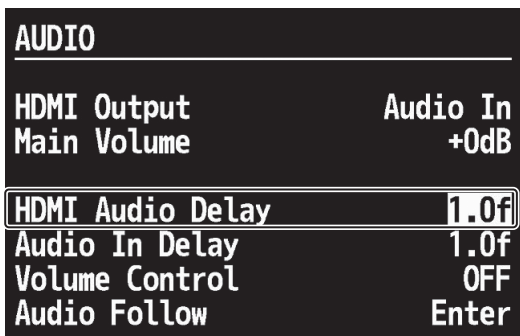 AUDIO
HDMI Output Audio In
Main Volume +0dB
HDMI Audio Delay 1.0f
Audio In Delay 1.0f
Volume Control OFF
Audio Follow Enter